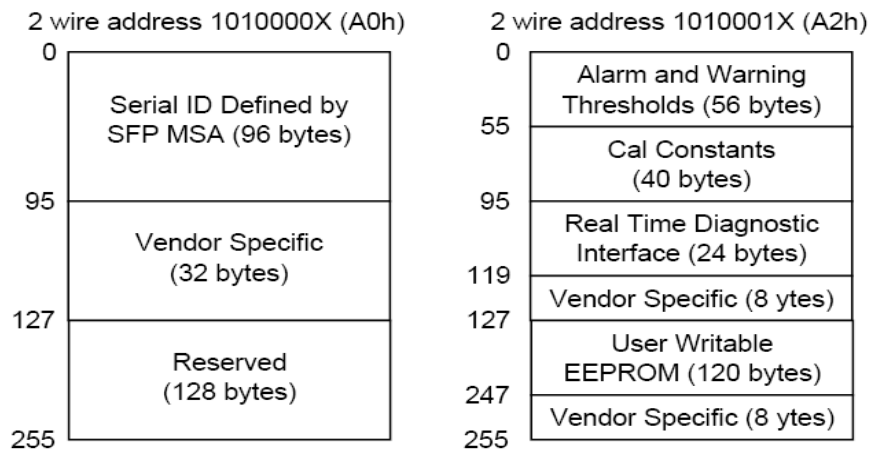 2 wire address 1010000X (A0h)
0
Serial ID Defined by
SFP MSA (96 bytes)
95
Vendor Specific
(32 bytes)
127
Reserved
(128 bytes)
255
2 wire address 1010001X (A2h)
0
Alarm and Warning
Thresholds (56 bytes)
55
Cal Constants
(40 bytes)
95
Real Time Diagnostic
Interface (24 bytes)
119
Vendor Specific (8 ytes)
127
User Writable
EEPROM (120 bytes)
247
Vendor Specific (8 ytes)
255